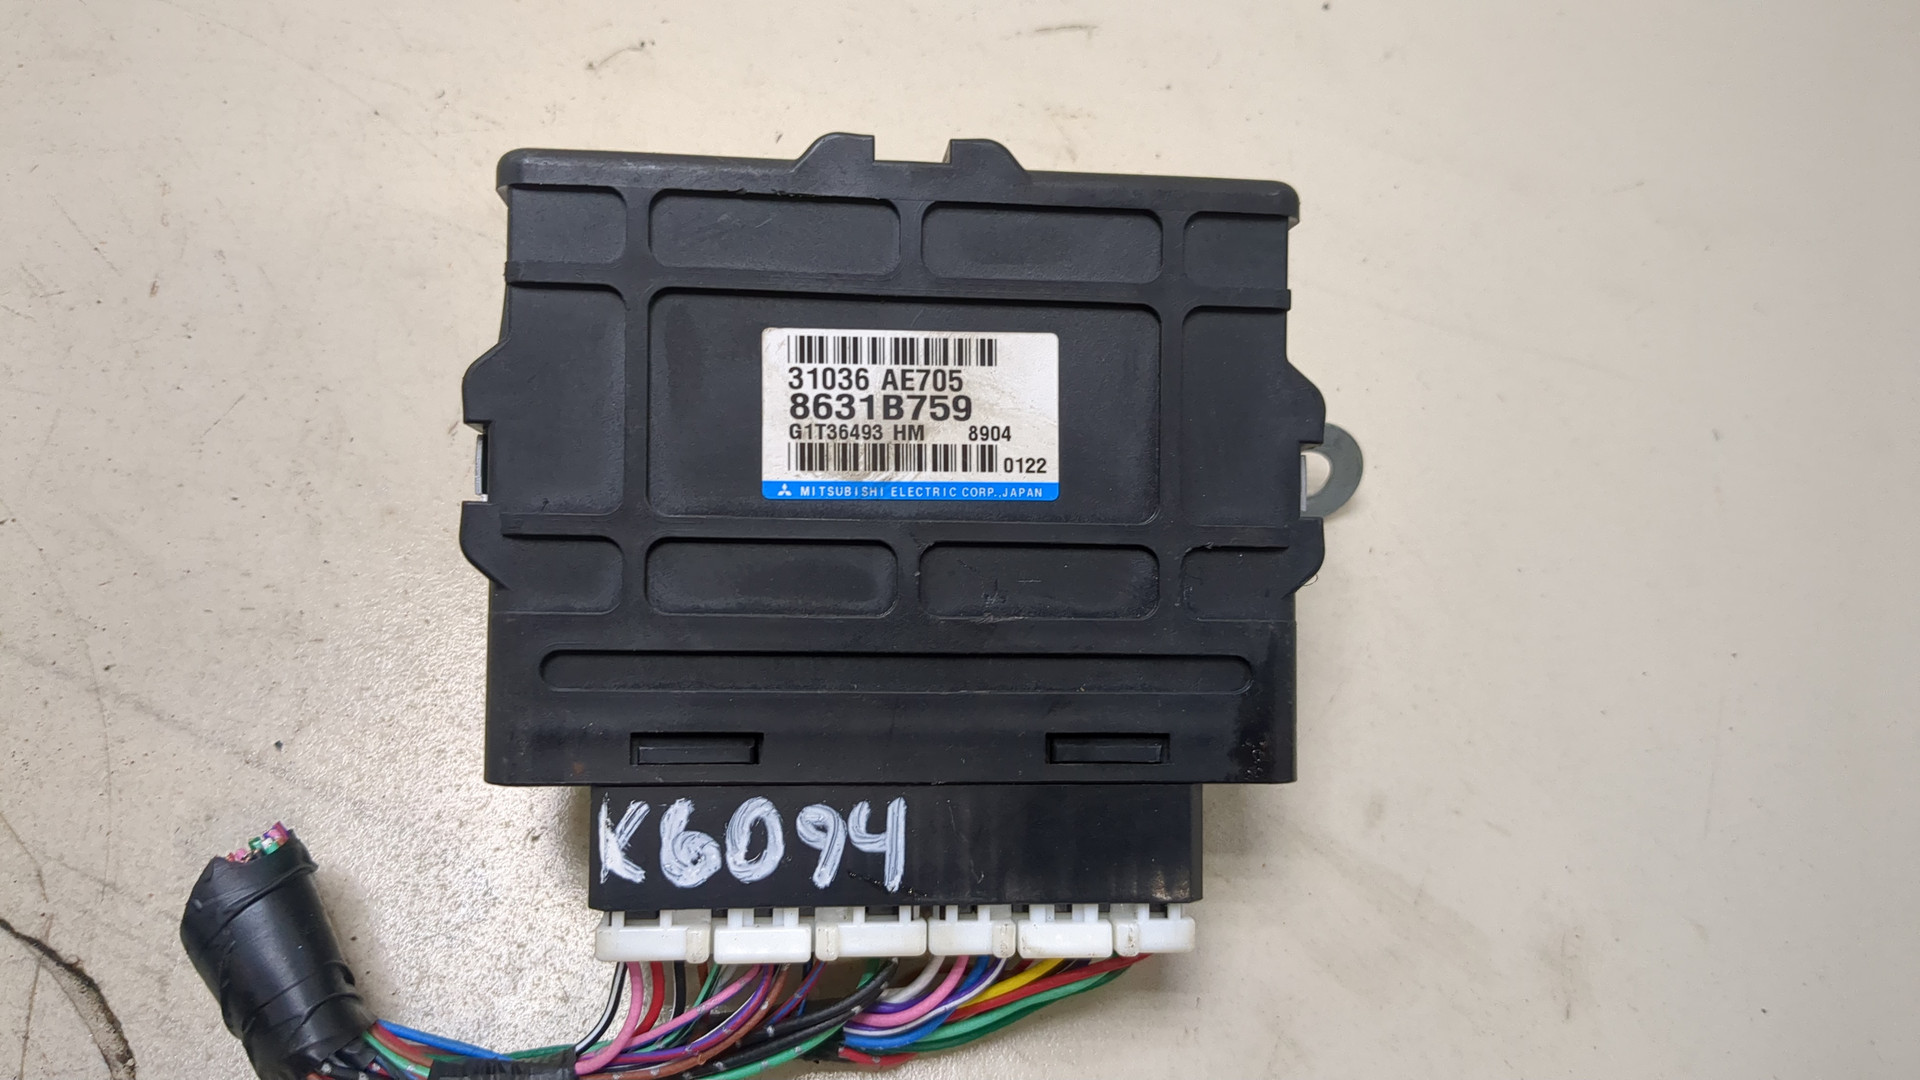 31036 AE705
8631B759
G1T36493 HM 8904
0122
MITSUBISHI ELECTRIC CORP.,JAPAN
K6094